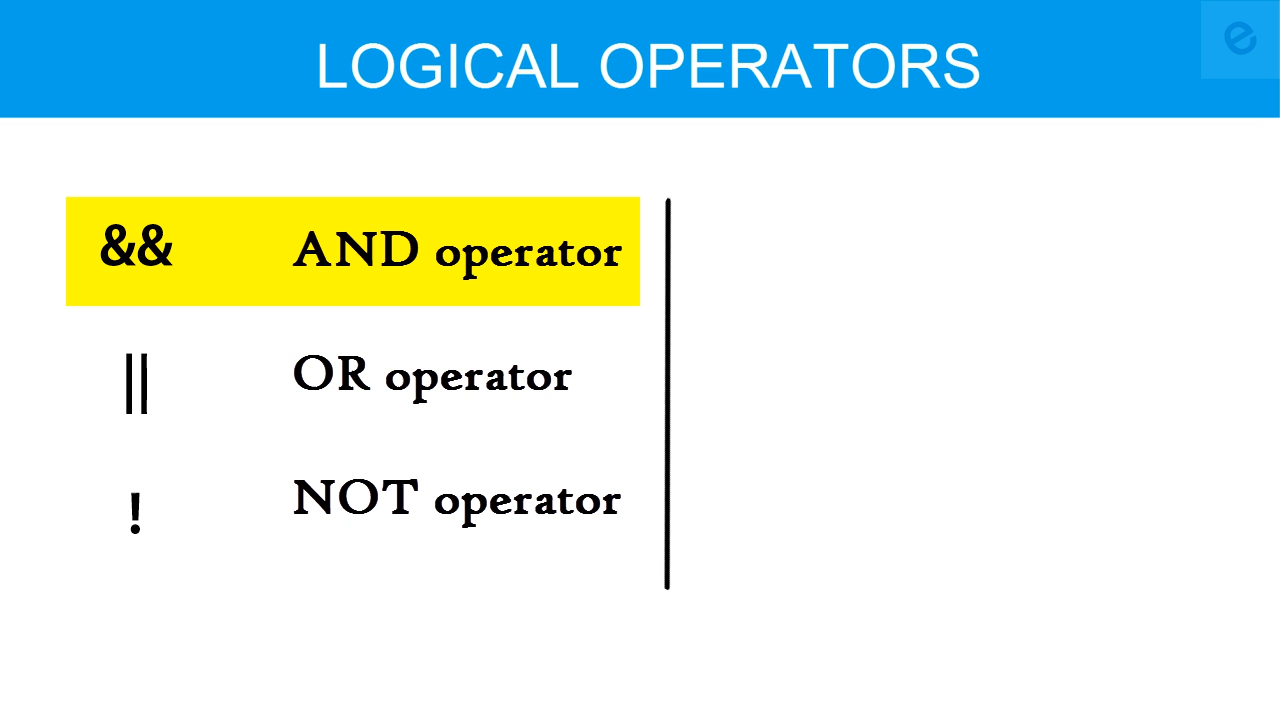 LOGICAL OPERATORS
e
&& AND operator
|| OR operator
! NOT operator